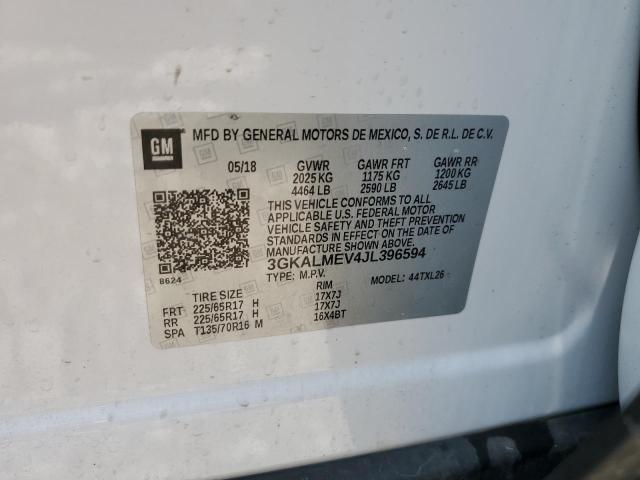 GM
MFD BY GENERAL MOTORS DE MEXICO, S. DE R.L. DE C.V.
05/18 GVWR GAWR FRT GAWR RR
2025 KG 1175 KG 1200 KG
4464 LB 2590 LB 2645 LB
THIS VEHICLE CONFORMS TO ALL
APPLICABLE U.S. FEDERAL MOTOR
VEHICLE SAFETY AND THEFT PREVENTION
STANDARDS IN EFFECT ON THE DATE OF
MANUFACTURE SHOWN ABOVE.
3GKALMEV4JL396594
8624
TYPE: M.P.V. MODEL: 44TXL26
TIRE SIZE RIM
FRT 225/65R17 H 17X7J
RR 225/65R17 H 17X7J
SPA T135/70R16 M 16X4BT